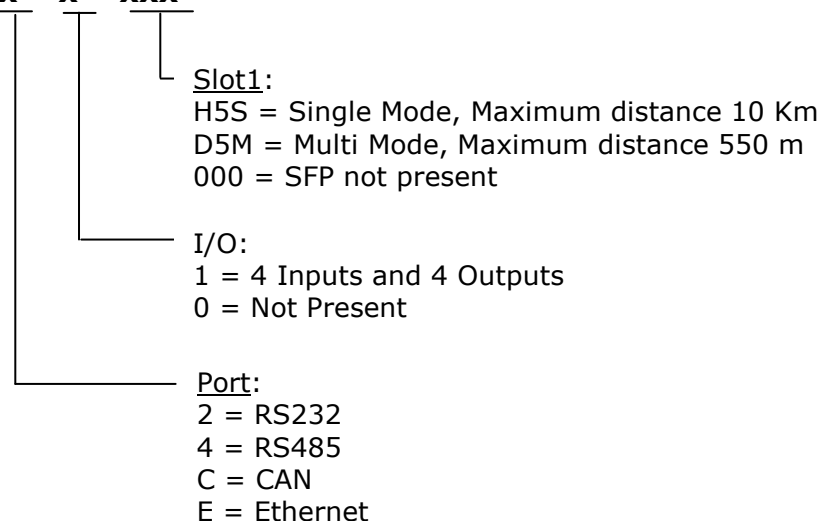 x x xxx
Slot1:
H5S = Single Mode, Maximum distance 10 Km
D5M = Multi Mode, Maximum distance 550 m
000 = SFP not present
I/O:
1 = 4 Inputs and 4 Outputs
0 = Not Present
Port:
2 = RS232
4 = RS485
C = CAN
E = Ethernet